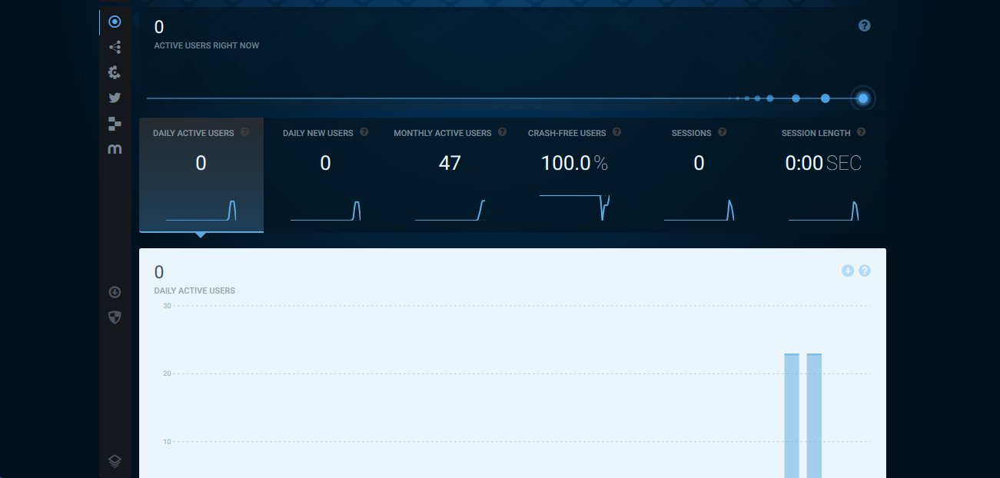 0
ACTIVE USERS RIGHT NOW
?
DAILY ACTIVE USERS ?
0
DAILY NEW USERS ?
0
MONTHLY ACTIVE USERS ?
47
CRASH-FREE USERS ?
100.0 %
SESSIONS ?
0
SESSION LENGTH ?
0:00 SEC
0
?
DAILY ACTIVE USERS
30
20
10